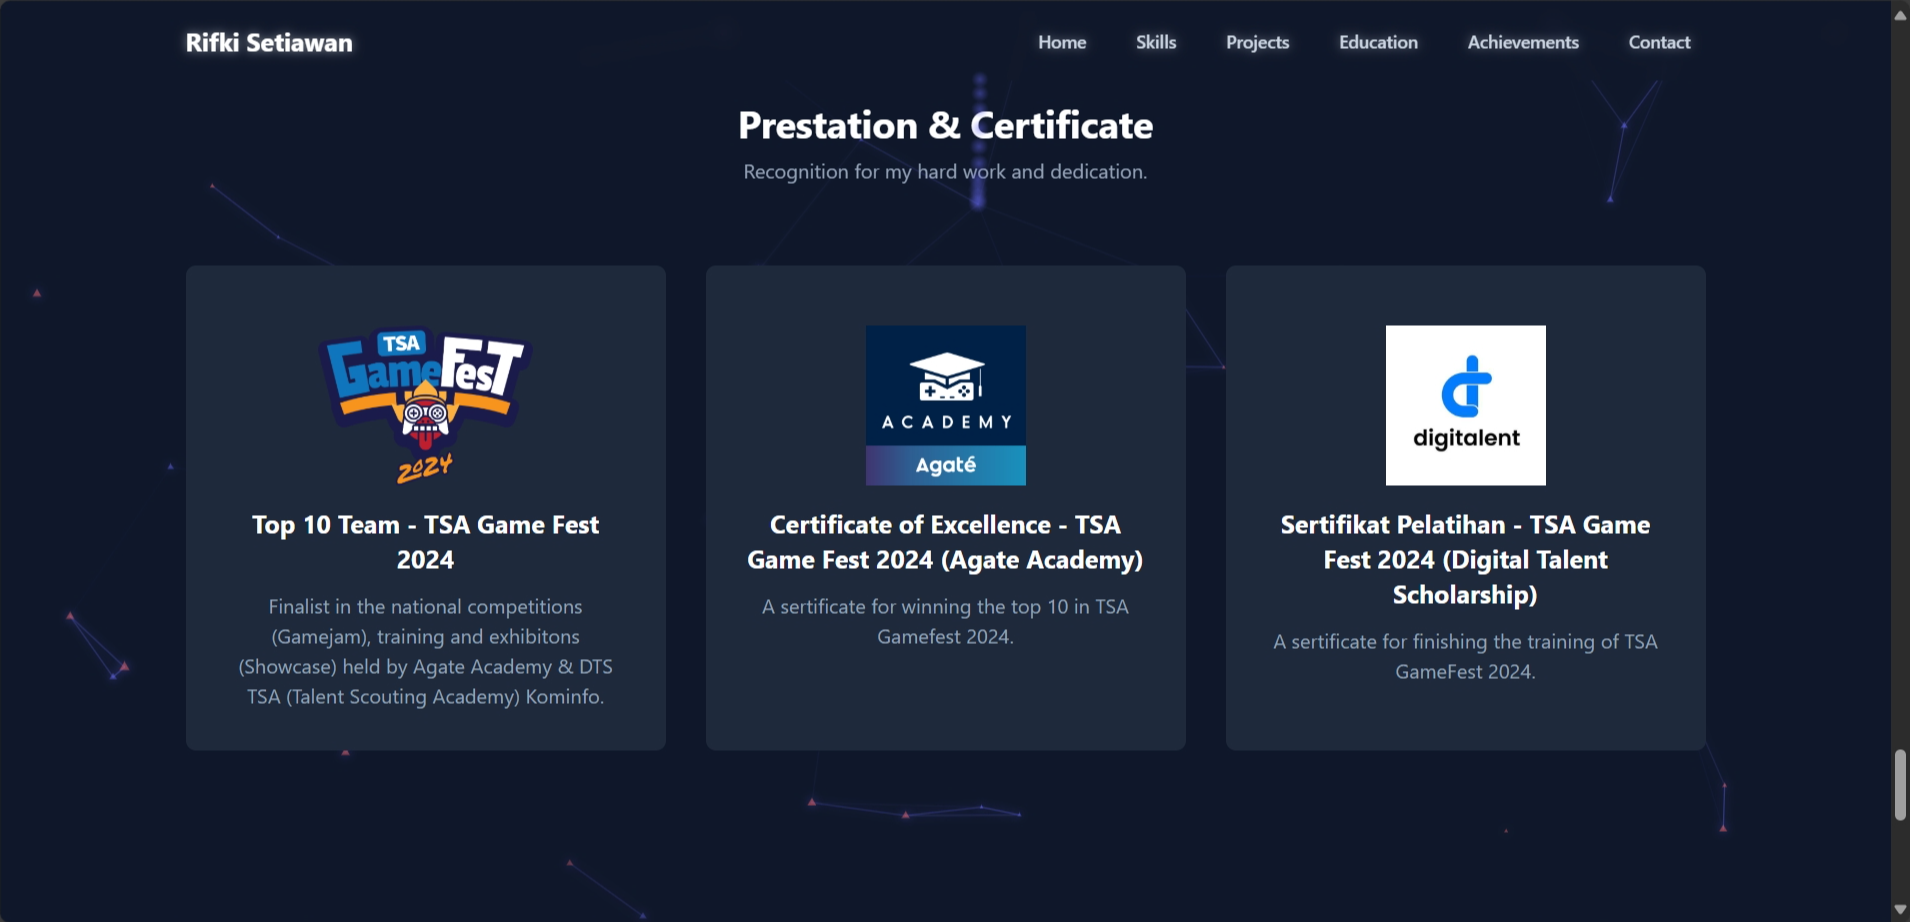 Rifki Setiawan
Home
Skills
Projects
Education
Achievements
Contact
Prestation & Certificate
Recognition for my hard work and dedication.
TSA
GameFest
2024
Top 10 Team - TSA Game Fest
2024
Finalist in the national competitions
(Gamejam), training and exhibitons
(Showcase) held by Agate Academy & DTS
TSA (Talent Scouting Academy) Kominfo.
ACADEMY
Agaté
Certificate of Excellence - TSA
Game Fest 2024 (Agate Academy)
A sertificate for winning the top 10 in TSA
Gamefest 2024.
digitalent
Sertifikat Pelatihan - TSA Game
Fest 2024 (Digital Talent
Scholarship)
A sertificate for finishing the training of TSA
GameFest 2024.